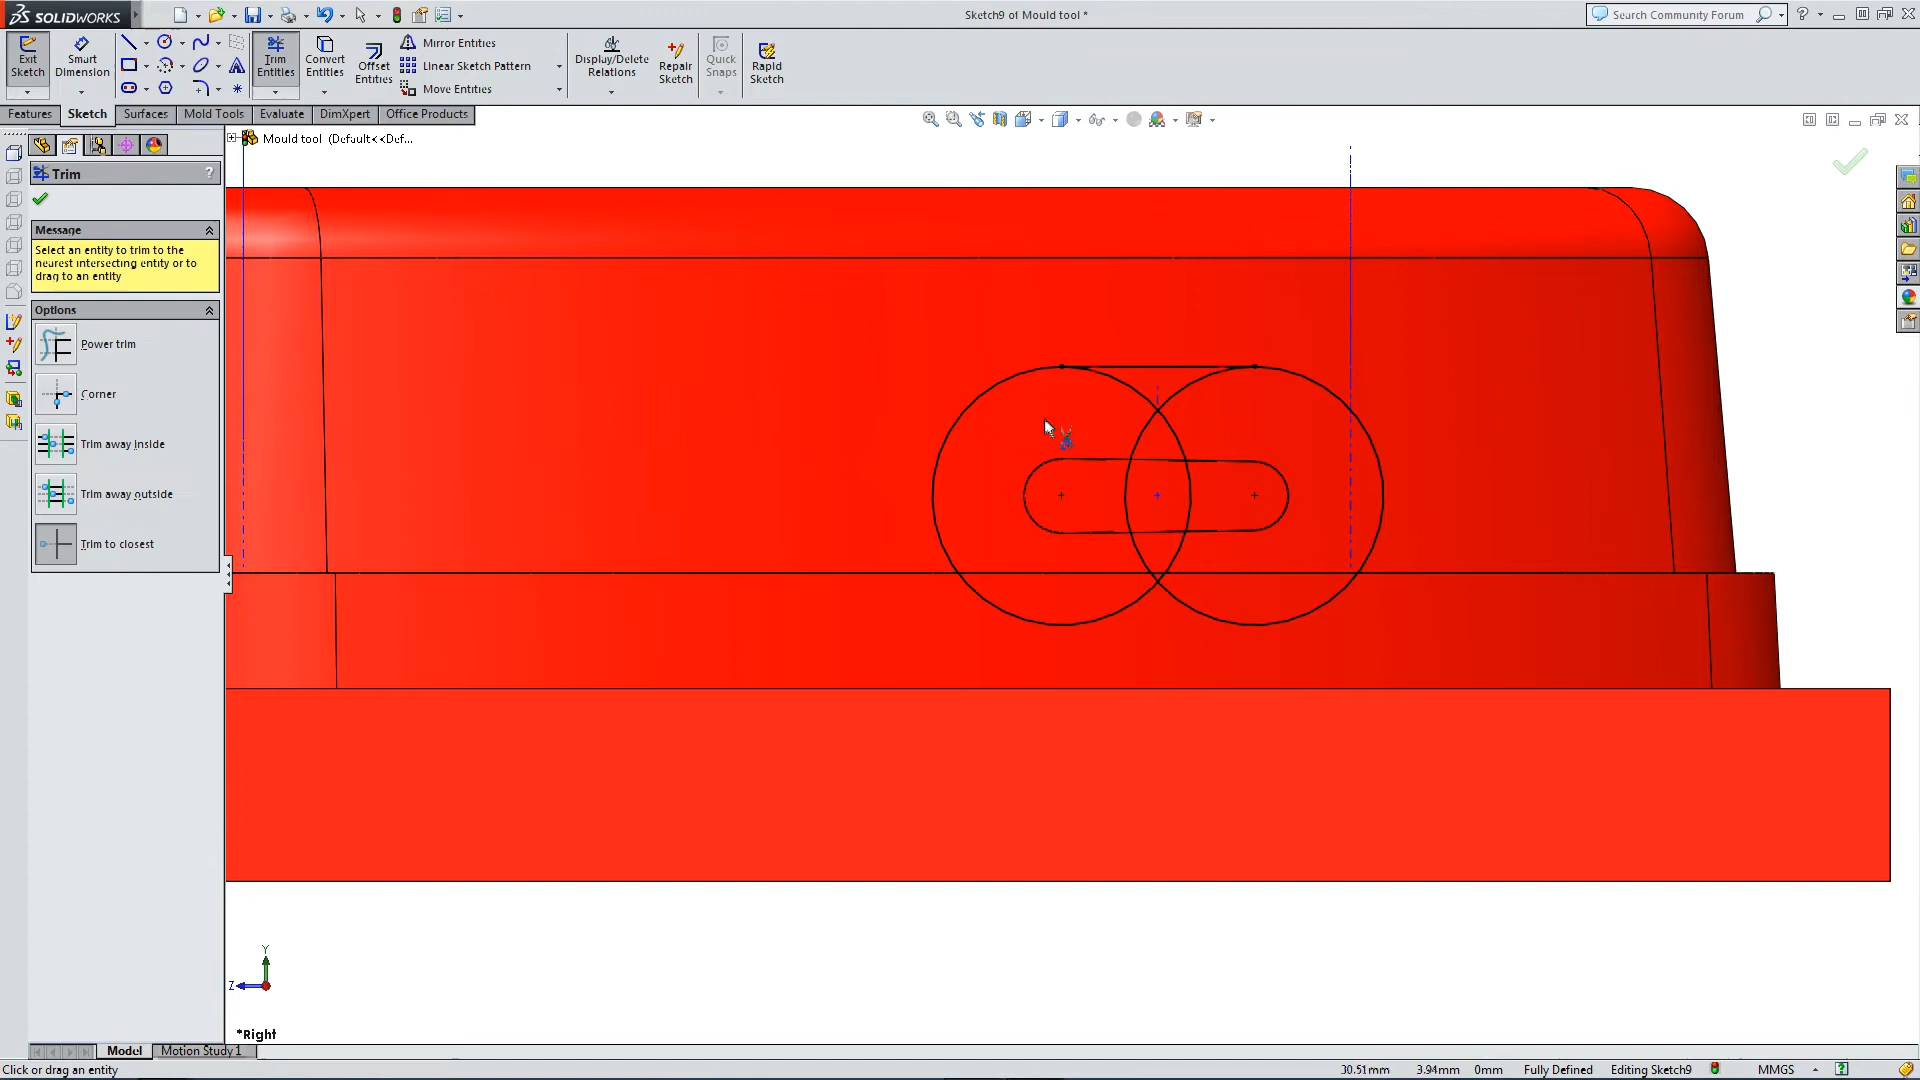 SOLIDWORKS
Sketch9 of Mould tool *
Search Community Forum
Exit Sketch
Smart Dimension
Trim Entities
Convert Entities
Offset Entities
Mirror Entities
Linear Sketch Pattern
Move Entities
Display/Delete Relations
Repair Sketch
Quick Snaps
Rapid Sketch
Features
Sketch
Surfaces
Mold Tools
Evaluate
DimXpert
Office Products
Mould tool (Default<<Def...
Trim
?
Message
Select an entity to trim to the
nearest intersecting entity or to
drag to an entity
Options
Power trim
Corner
Trim away inside
Trim away outside
Trim to closest
Y
Z
*Right
Model
Motion Study 1
Click or drag an entity
30.51mm
3.94mm
0mm
Fully Defined
Editing Sketch9
MMGS
?